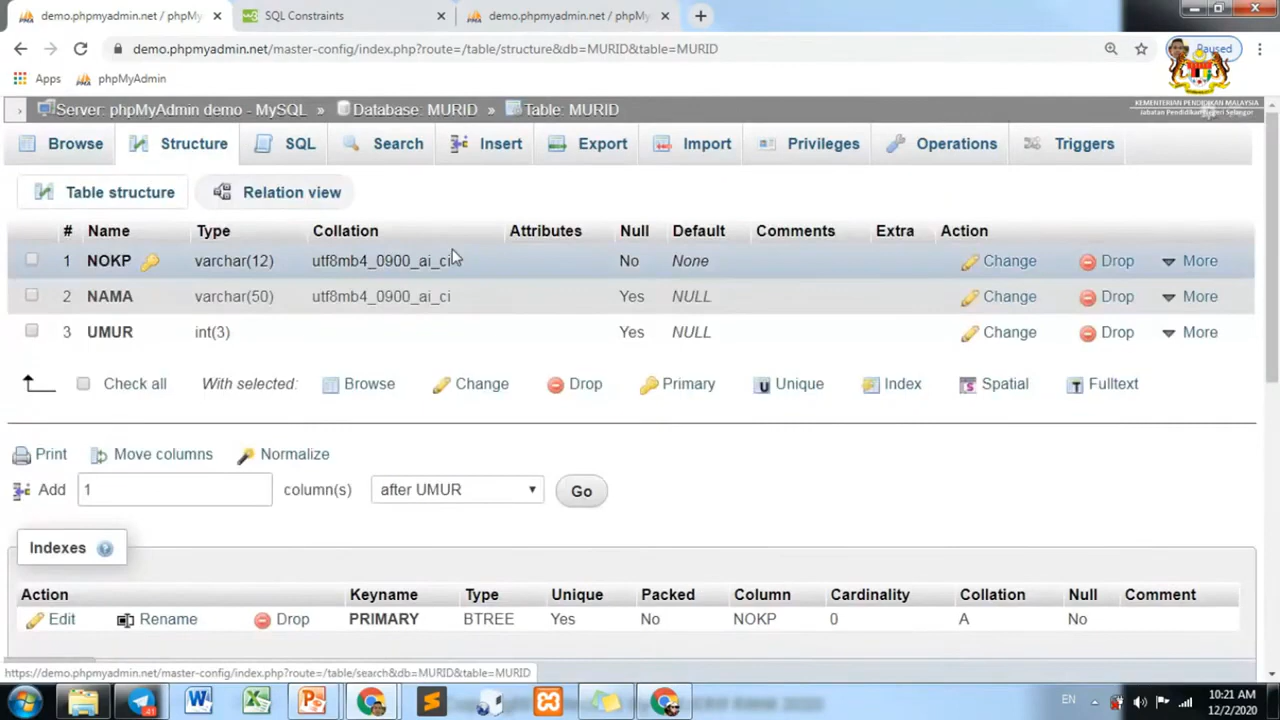 demo.phpmyadmin.net / phpMy
SQL Constraints
demo.phpmyadmin.net / phpMy
demo.phpmyadmin.net/master-config/index.php?route=/table/structure&db=MURID&table=MURID
Paused
Apps phpMyAdmin
KEMENTERIAN PENDIDIKAN MALAYSIA
Jabatan Pendidikan Negeri Selangor
Server: phpMyAdmin demo - MySQL » Database: MURID » Table: MURID
Browse Structure SQL Search Insert Export Import Privileges Operations Triggers
Table structure Relation view
# Name Type Collation Attributes Null Default Comments Extra Action
1 NOKP varchar(12) utf8mb4_0900_ai_ci No None Change Drop More
2 NAMA varchar(50) utf8mb4_0900_ai_ci Yes NULL Change Drop More
3 UMUR int(3) Yes NULL Change Drop More
Check all With selected: Browse Change Drop Primary Unique Index Spatial Fulltext
Print Move columns Normalize
Add 1 column(s) after UMUR Go
Indexes
Action Keyname Type Unique Packed Column Cardinality Collation Null Comment
Edit Rename Drop PRIMARY BTREE Yes No NOKP 0 A No
https://demo.phpmyadmin.net/master-config/index.php?route=/table/search&db=MURID&table=MURID
EN
10:21 AM
12/2/2020